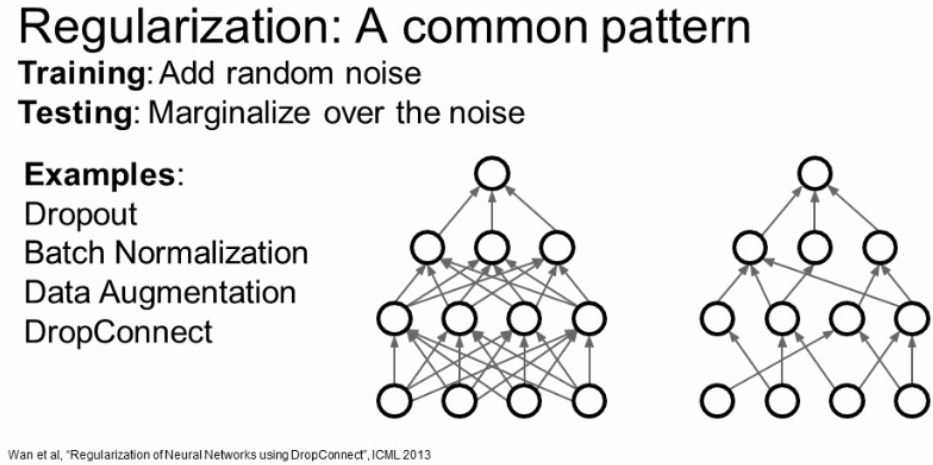 Regularization: A common pattern
Training: Add random noise
Testing: Marginalize over the noise
Examples:
Dropout
Batch Normalization
Data Augmentation
DropConnect
Wan et al, “Regularization of Neural Networks using DropConnect”, ICML 2013